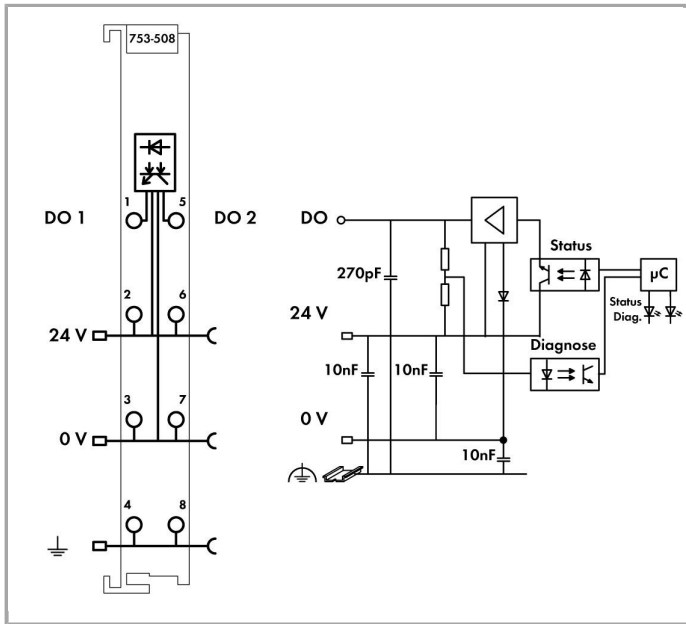 753-508
1
5
DO 1
DO 2
2
6
24 V
3
7
0 V
4
8
DO
270pF
Status
µC
Status
Diag.
24 V
Diagnose
10nF
10nF
0 V
10nF